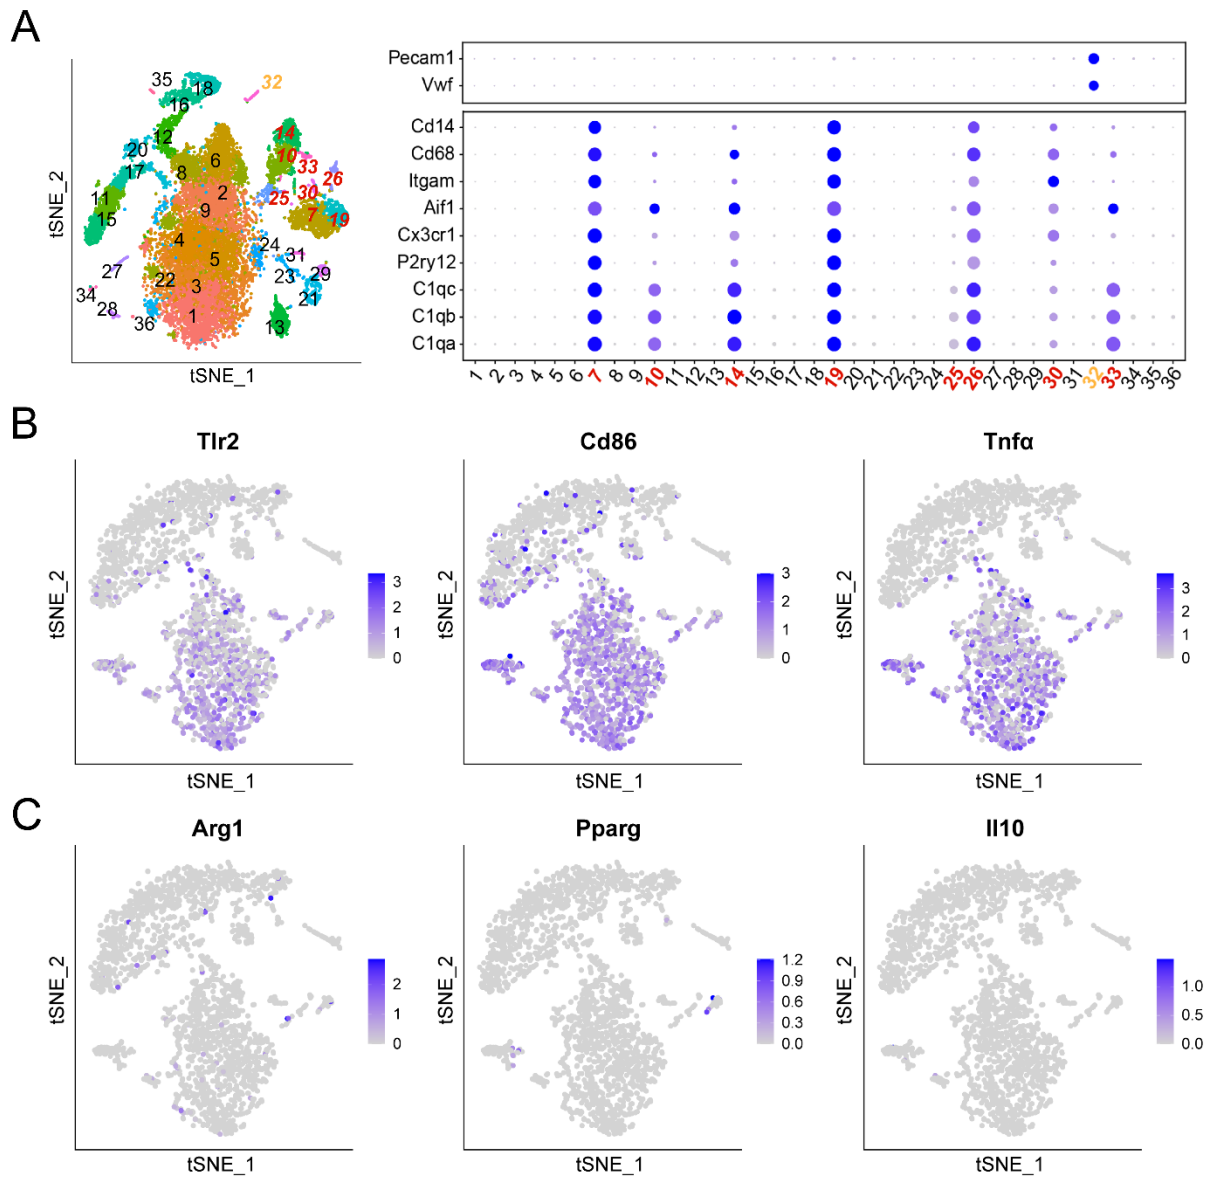 A
tSNE_2
35
18
32
16
12
14
20
6
10
8
33
17
26
2
30
25
11
9
7
19
15
4
24
31
5
27
23
29
22
3
34
21
28
36
1
13
tSNE_1
Pecam1
Vwf
Cd14
Cd68
Itgam
Aif1
Cx3cr1
P2ry12
C1qc
C1qb
C1qa
1 2 3 4 5 6 7 8 9 10 11 12 13 14 15 16 17 18 19 20 21 22 23 24 25 26 27 28 29 30 31 32 33 34 35 36
B
Tlr2
tSNE_2
3
2
1
0
tSNE_1
Cd86
tSNE_2
3
2
1
0
tSNE_1
Tnfα
tSNE_2
3
2
1
0
tSNE_1
C
Arg1
tSNE_2
2
1
0
tSNE_1
Pparg
tSNE_2
1.2
0.9
0.6
0.3
0.0
tSNE_1
Il10
tSNE_2
1.0
0.5
0.0
tSNE_1